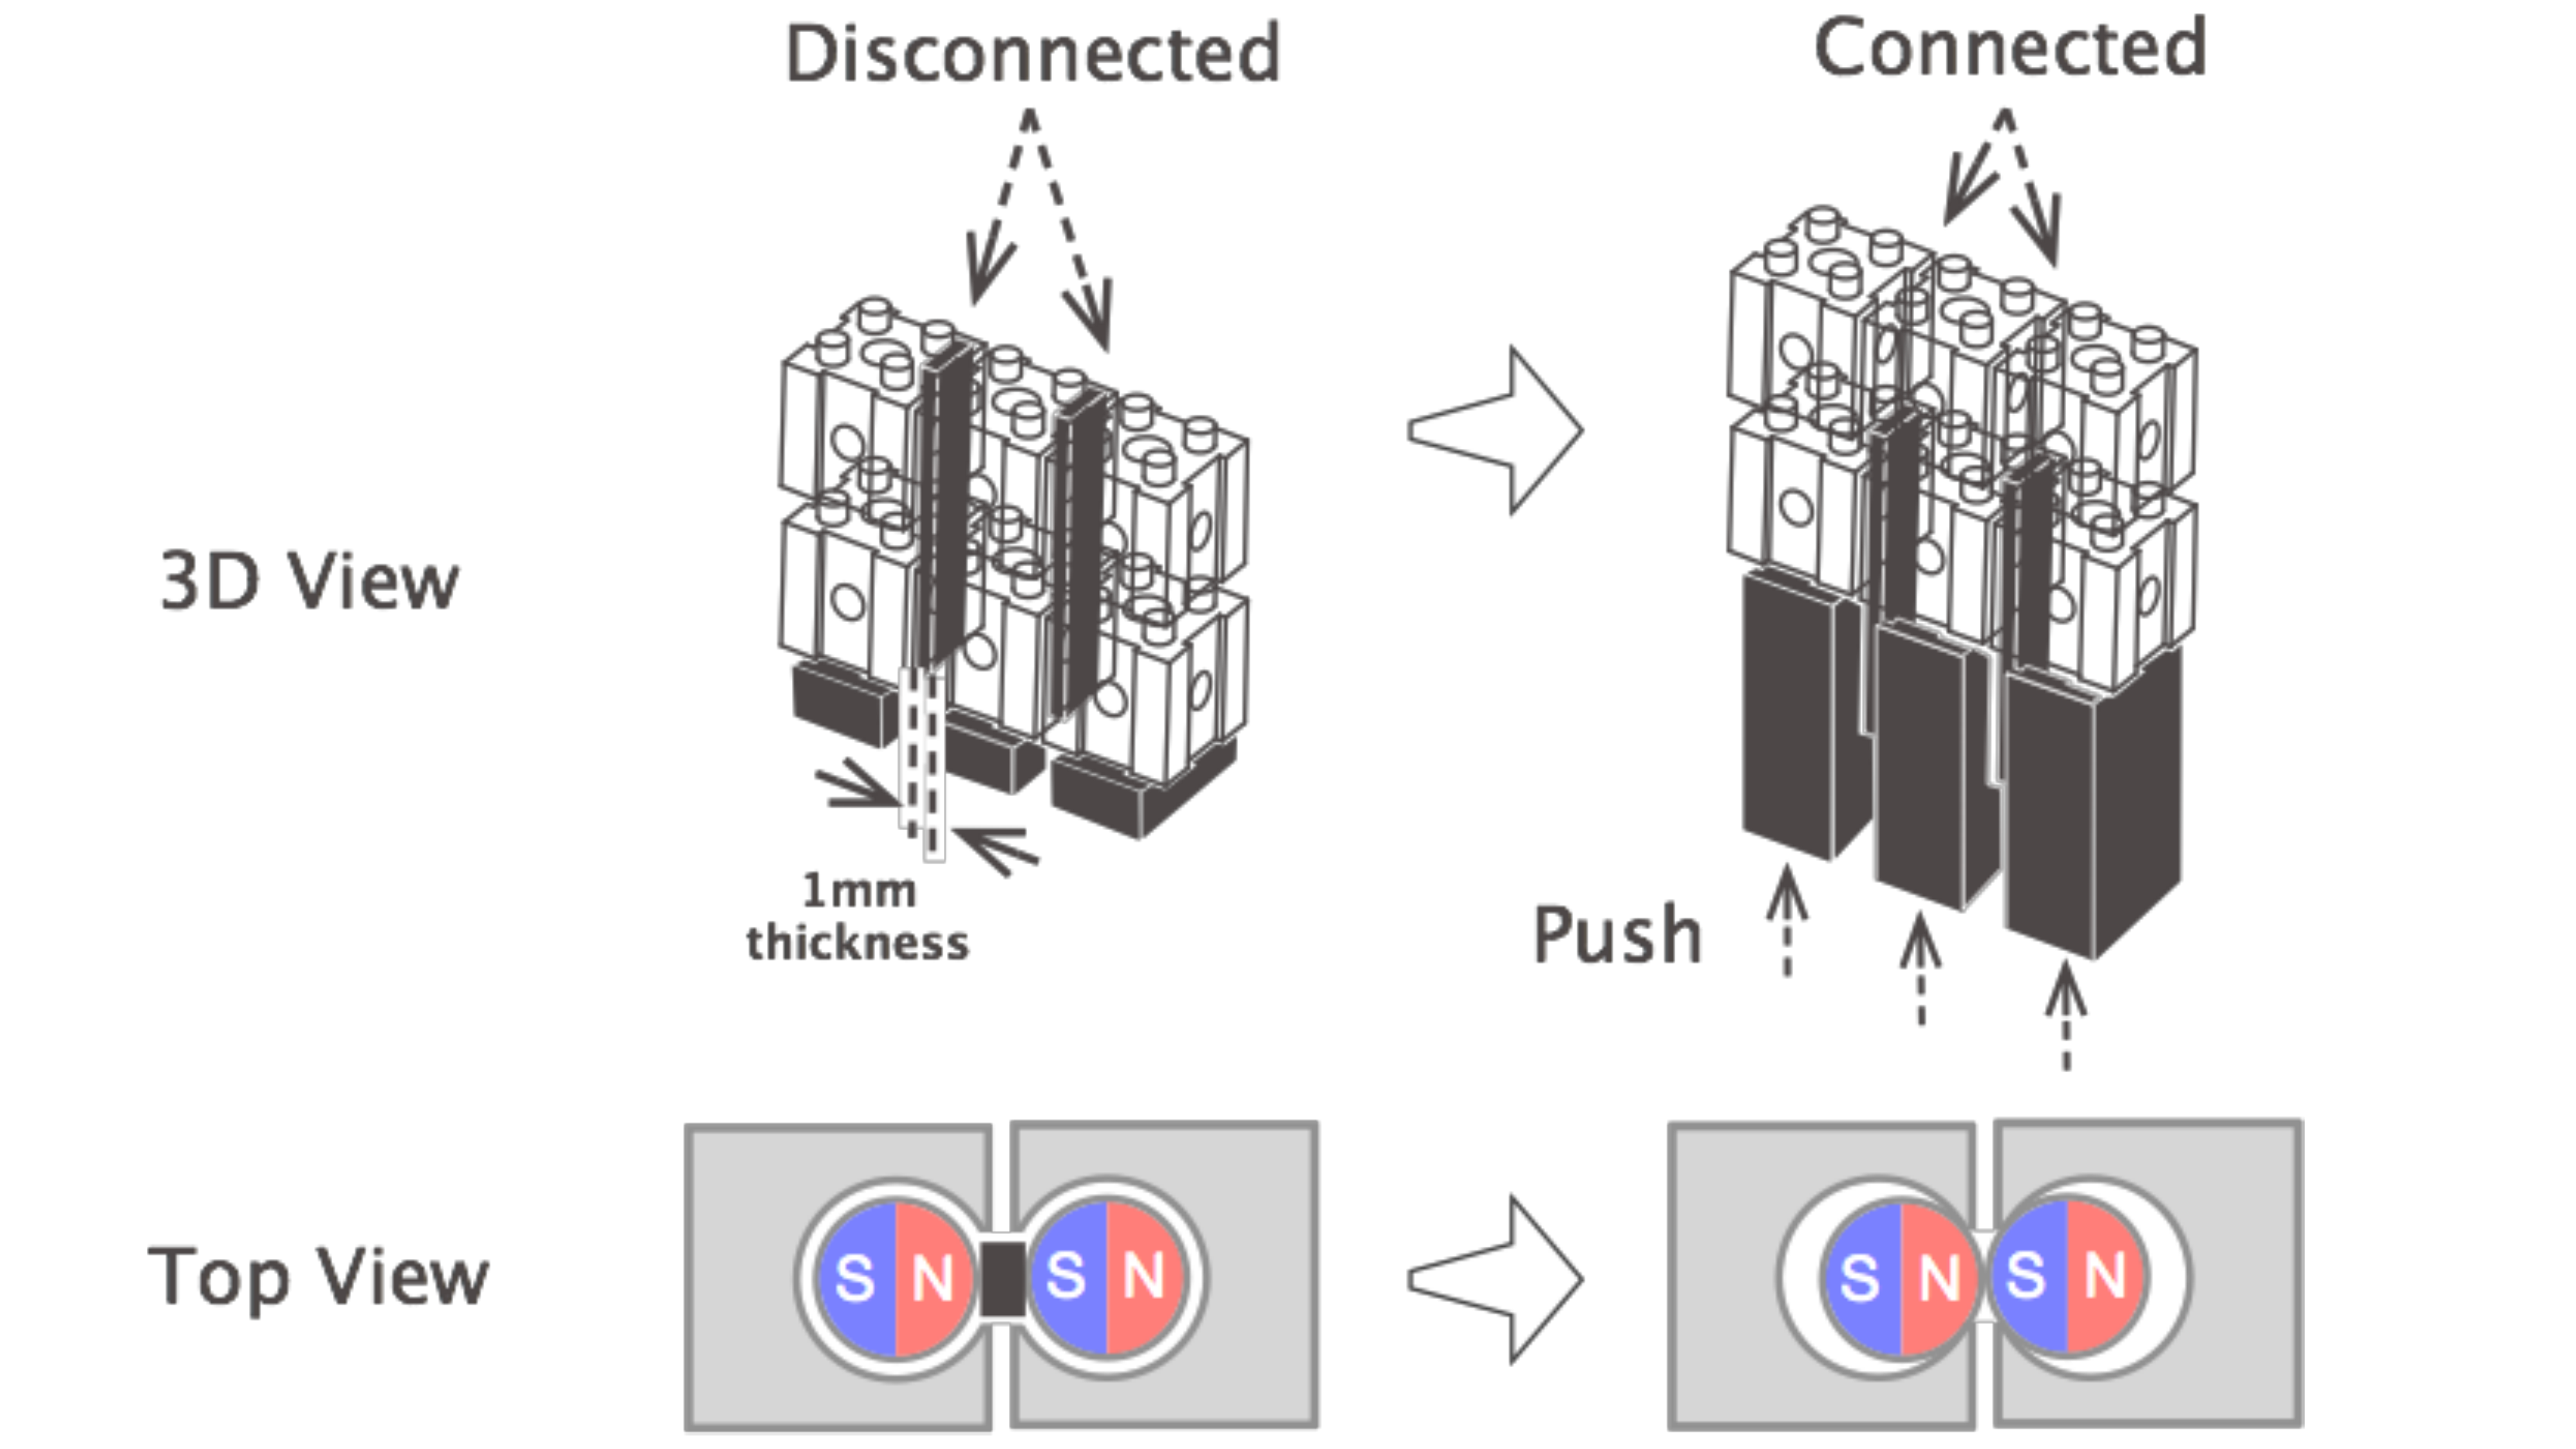 Disconnected
Connected
3D View
1mm
thickness
Push
Top View
S N S N
S N S N